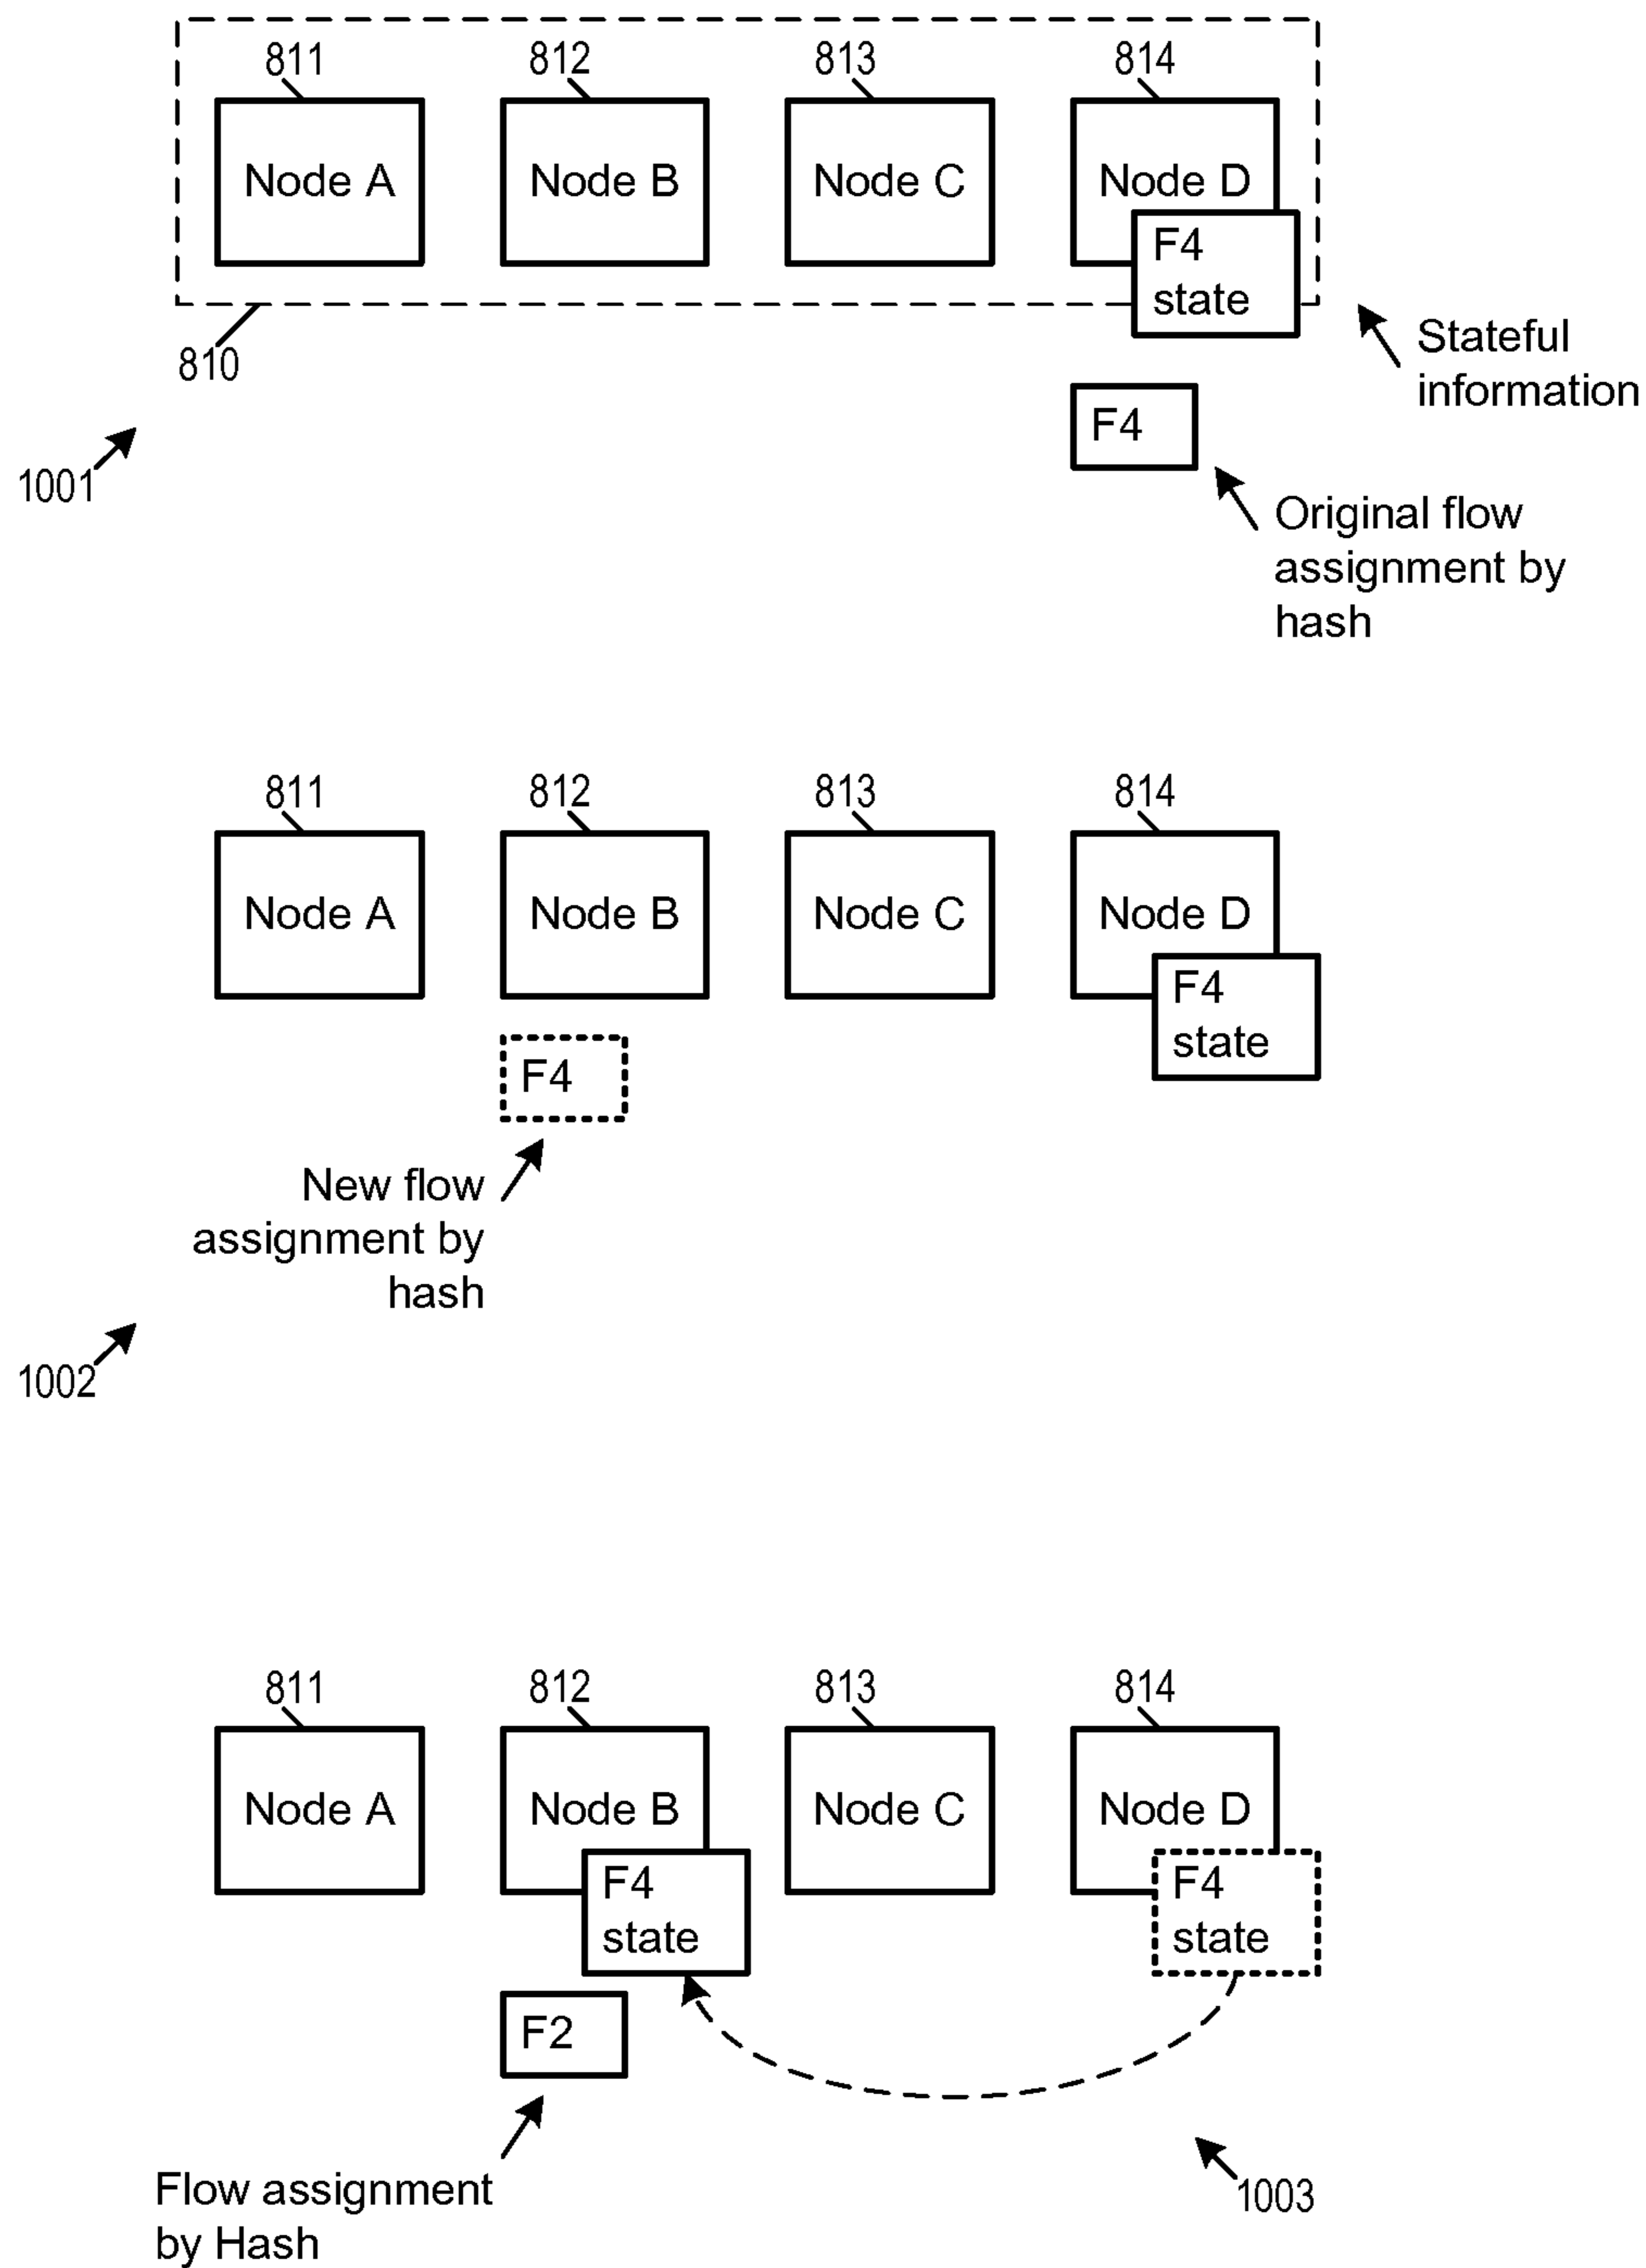 811 812 813 814
Node A Node B Node C Node D
F4
state
810
Stateful
information
F4
1001
Original flow
assignment by
hash
811 812 813 814
Node A Node B Node C Node D
F4
state
F4
New flow
assignment by
hash
1002
811 812 813 814
Node A Node B Node C Node D
F4 F4
state state
F2
1003
Flow assignment
by Hash